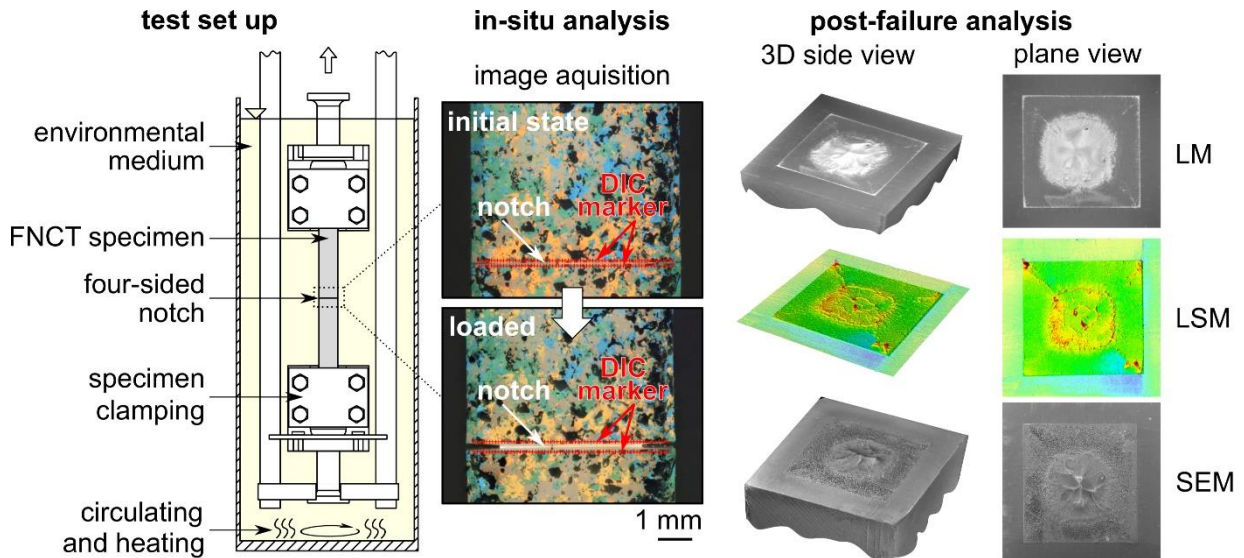 test set up
in-situ analysis
post-failure analysis
image aquisition
3D side view
plane view
environmental
medium
FNCT specimen
four-sided
notch
specimen
clamping
circulating
and heating
initial state
DIC
marker
notch
loaded
DIC
marker
notch
1 mm
LM
LSM
SEM